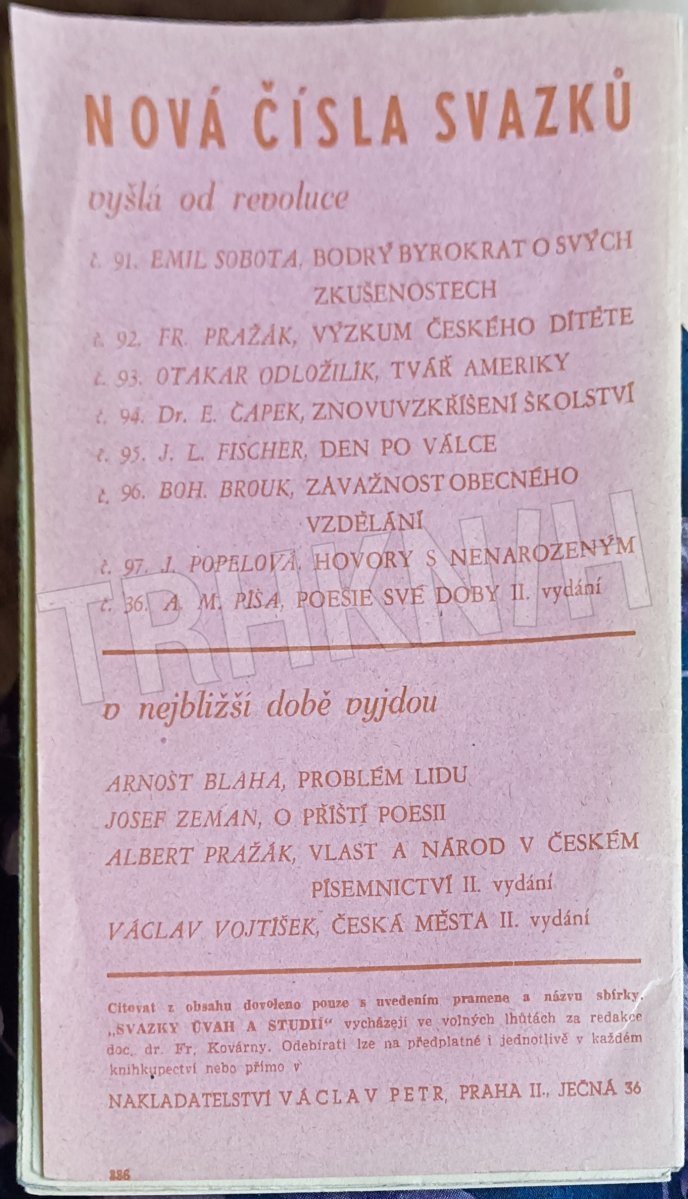 NOVÁ ČÍSLA SVAZKŮ
vyšlá od revoluce
č. 91. EMIL SOBOTA, BODRÝ BYROKRAT O SVÝCH
ZKUŠENOSTECH
č. 92. FR. PRAŽÁK, VÝZKUM ČESKÉHO DÍTĚTE
č. 93. OTAKAR ODLOŽILÍK, TVÁŘ AMERIKY
č. 94. Dr. E. ČAPEK, ZNOVUVZKŘÍŠENÍ ŠKOLSTVÍ
č. 95. J. L. FISCHER, DEN PO VÁLCE
č. 96. BOH. BROUK, ZÁVAŽNOST OBECNÉHO
VZDĚLÁNÍ
č. 97. J. POPELOVÁ, HOVORY S NENAROZENÝM
č. 36. A. M. PÍŠA, POESIE SVÉ DOBY II. vydání
TRHKNIH
v nejbližší době vyjdou
ARNOŠT BLÁHA, PROBLÉM LIDU
JOSEF ZEMAN, O PŘÍŠTÍ POESII
ALBERT PRAŽÁK, VLAST A NÁROD V ČESKÉM
PÍSEMNICTVÍ II. vydání
VÁCLAV VOJTÍŠEK, ČESKÁ MĚSTA II. vydání
Citovat z obsahu dovoleno pouze s uvedením pramene a názvu sbírky.
„SVAZKY ÚVAH A STUDIÍ“ vycházejí ve volných lhůtách za redakce
doc. dr. Fr. Kovárny. Odebírati lze na předplatné i jednotlivě v každém
knihkupectví nebo přímo v
NAKLADATELSTVÍ VÁCLAV PETR, PRAHA II., JEČNÁ 36